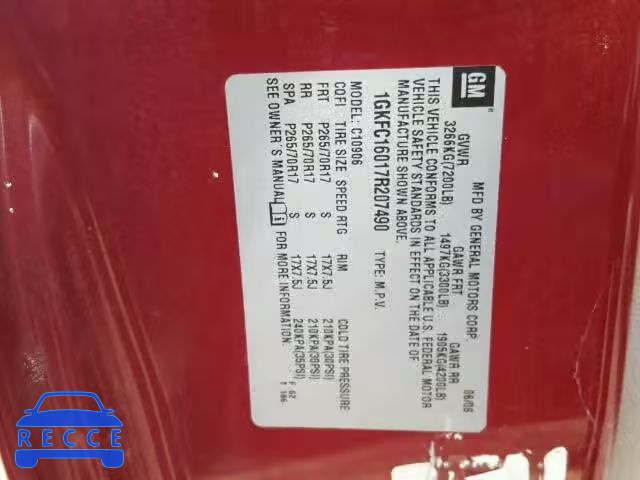 GM
MFD BY GENERAL MOTORS CORP.
06/06
GVWR GAWR FRT GAWR RR
3266KG(7200LB) 1497KG(3300LB) 1905KG(4200LB)
THIS VEHICLE CONFORMS TO ALL APPLICABLE U.S. FEDERAL MOTOR
VEHICLE SAFETY STANDARDS IN EFFECT ON THE DATE OF
MANUFACTURE SHOWN ABOVE.
1GKFC16017R207490 TYPE: M.P.V.
MODEL: C10906
CQFI TIRE SIZE SPEED RTG RIM COLD TIRE PRESSURE
FRT P265/70R17 S 17X7.5J 210KPA(30PSI)
RR P265/70R17 S 17X7.5J 210KPA(30PSI)
SPA P265/70R17 S 17X7.5J 240KPA(35PSI)
SEE OWNER'S MANUAL FOR MORE INFORMATION.
RECCE